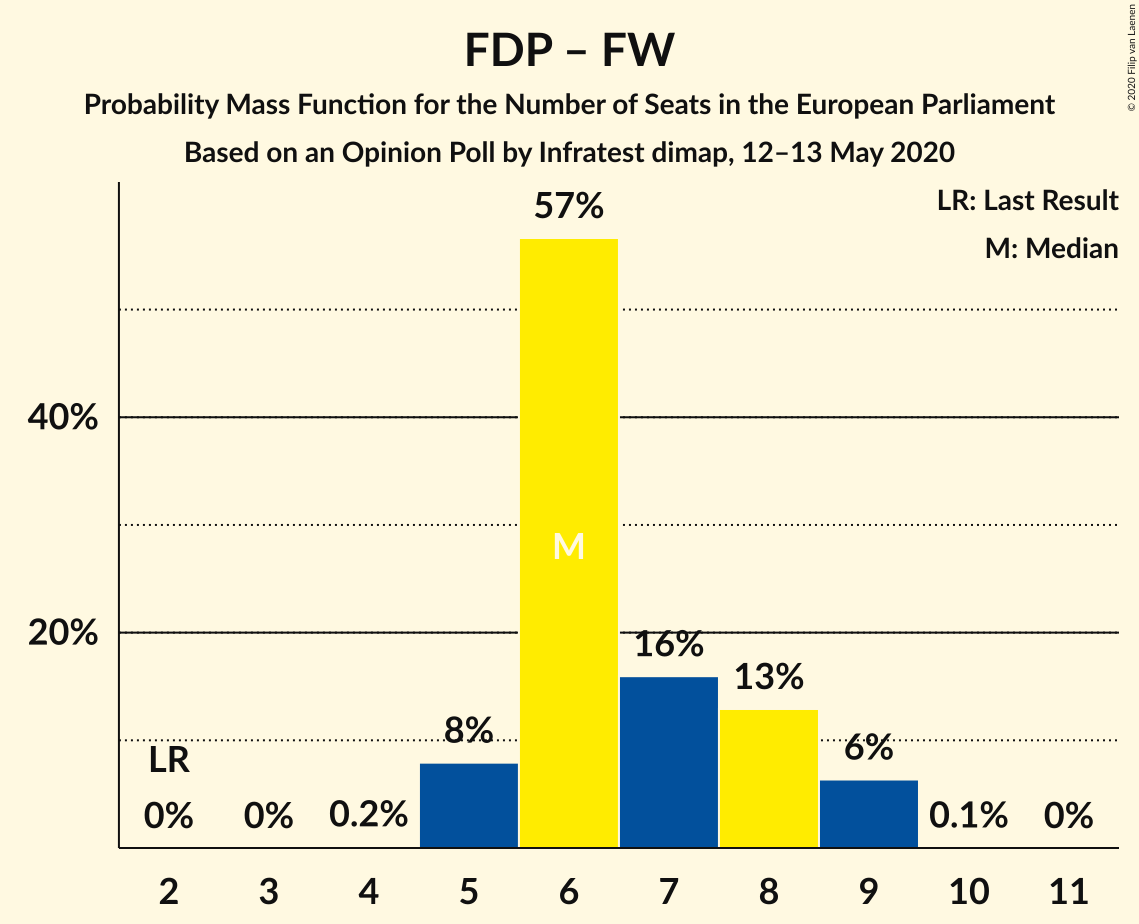 FDP – FW
Probability Mass Function for the Number of Seats in the European Parliament
Based on an Opinion Poll by Infratest dimap, 12–13 May 2020
© 2020 Filip van Laenen
LR: Last Result
M: Median
57%
40%
M
20%
16%
13%
8%
6%
LR
0%
0%
0.2%
0.1%
0%
2 3 4 5 6 7 8 9 10 11